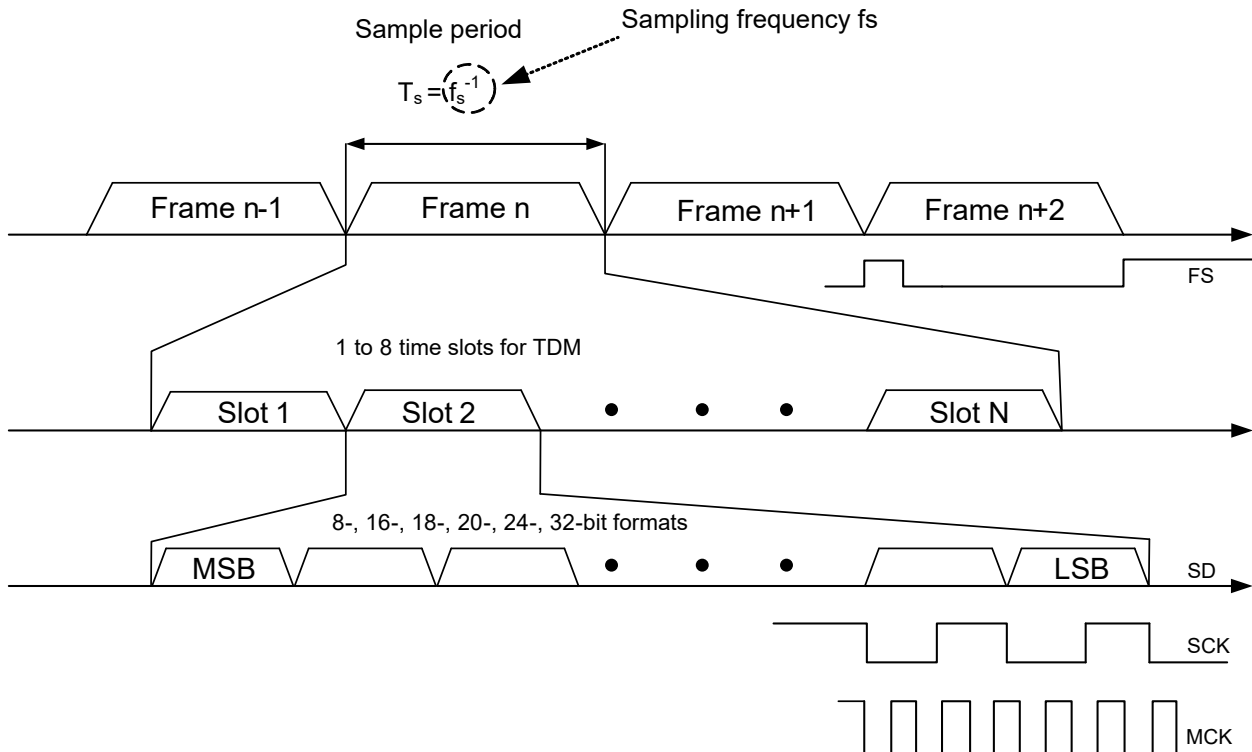 Sampling frequency fs
Sample period
Tₛ = fₛ⁻¹
Frame n-1
Frame n
Frame n+1
Frame n+2
FS
1 to 8 time slots for TDM
Slot 1
Slot 2
Slot N
8-, 16-, 18-, 20-, 24-, 32-bit formats
MSB
LSB
SD
SCK
MCK